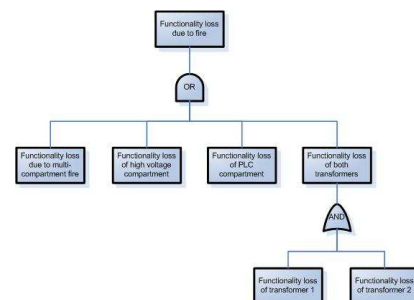 Functionality loss
due to fire
OR
Functionality loss
due to multi-
compartment fire
Functionality loss
of high voltage
compartment
Functionality loss
of PLC
compartment
Functionality loss
of both
transformers
AND
Functionality loss
of transformer 1
Functionality loss
of transformer 2